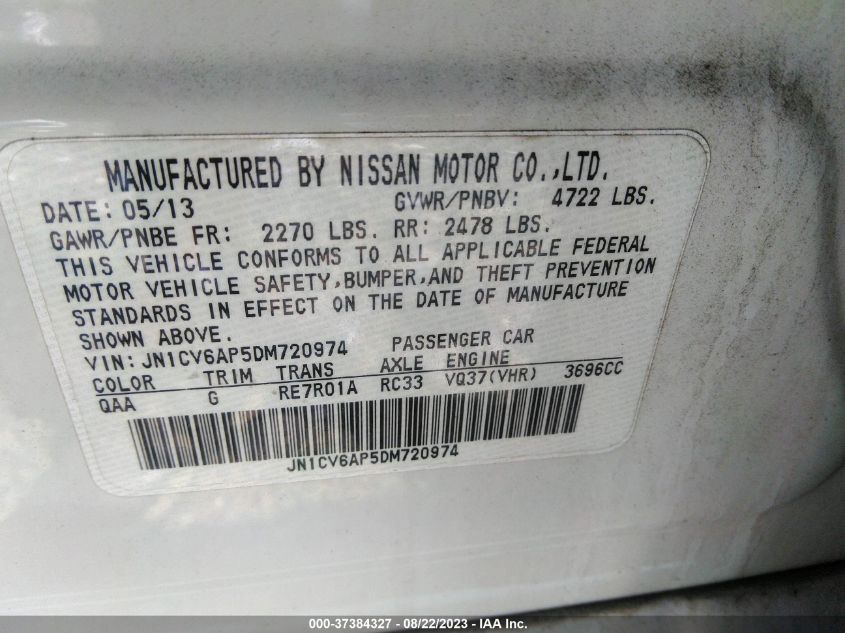 MANUFACTURED BY NISSAN MOTOR CO.,LTD.
DATE: 05/13 GVWR/PNBV: 4722 LBS.
GAWR/PNBE FR: 2270 LBS. RR: 2478 LBS.
THIS VEHICLE CONFORMS TO ALL APPLICABLE FEDERAL
MOTOR VEHICLE SAFETY,BUMPER,AND THEFT PREVENTION
STANDARDS IN EFFECT ON THE DATE OF MANUFACTURE
SHOWN ABOVE.
VIN: JN1CV6AP5DM720974 PASSENGER CAR
COLOR TRIM TRANS AXLE ENGINE
QAA G RE7R01A RC33 VQ37(VHR) 3696CC
JN1CV6AP5DM720974
000-37384327 - 08/22/2023 - IAA Inc.